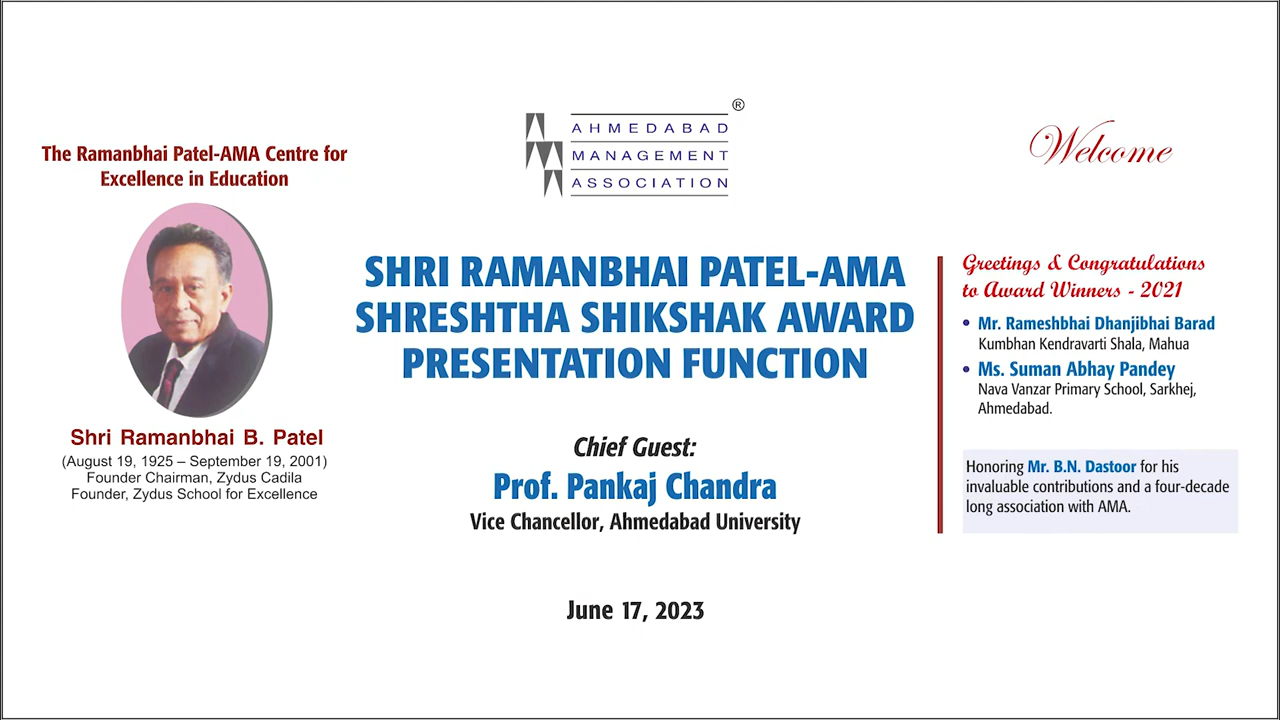 The Ramanbhai Patel-AMA Centre for
Excellence in Education
Shri Ramanbhai B. Patel
(August 19, 1925 – September 19, 2001)
Founder Chairman, Zydus Cadila
Founder, Zydus School for Excellence
®
AHMEDABAD
MANAGEMENT
ASSOCIATION
SHRI RAMANBHAI PATEL-AMA
SHRESHTHA SHIKSHAK AWARD
PRESENTATION FUNCTION
Chief Guest:
Prof. Pankaj Chandra
Vice Chancellor, Ahmedabad University
June 17, 2023
Welcome
Greetings & Congratulations
to Award Winners - 2021
• Mr. Rameshbhai Dhanjibhai Barad
Kumbhan Kendravarti Shala, Mahua
• Ms. Suman Abhay Pandey
Nava Vanzar Primary School, Sarkhej,
Ahmedabad.
Honoring Mr. B.N. Dastoor for his
invaluable contributions and a four-decade
long association with AMA.